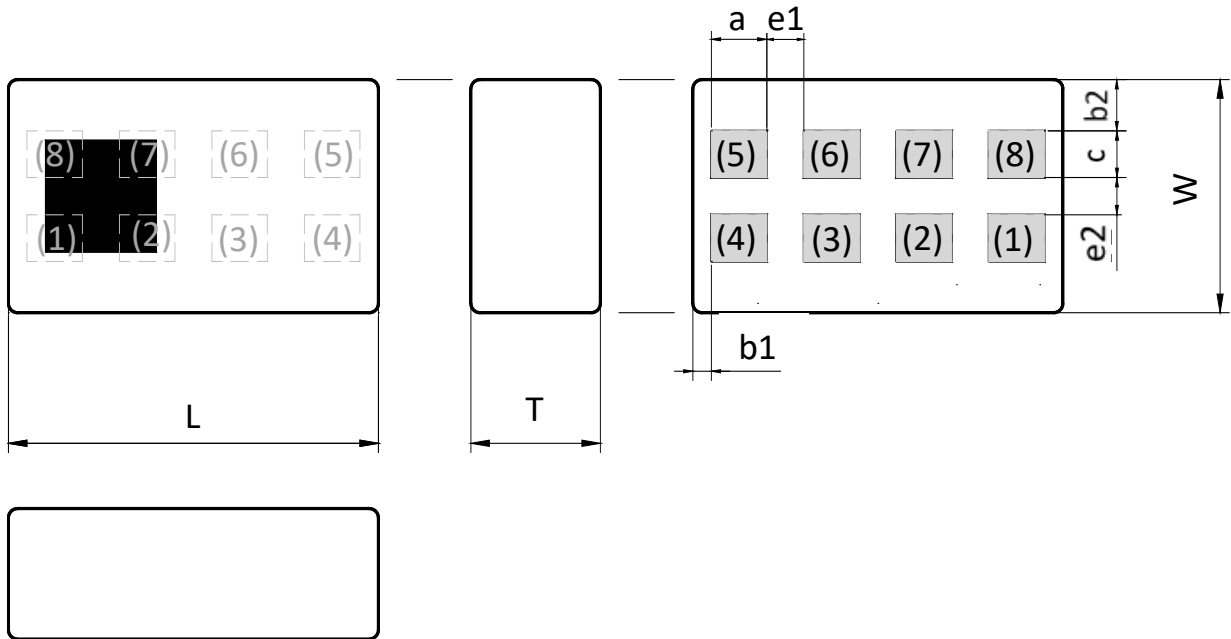 a e1
(8) (7) (6) (5)
(1) (2) (3) (4)
L
T
(5) (6) (7) (8)
(4) (3) (2) (1)
b2
c
e2
W
b1